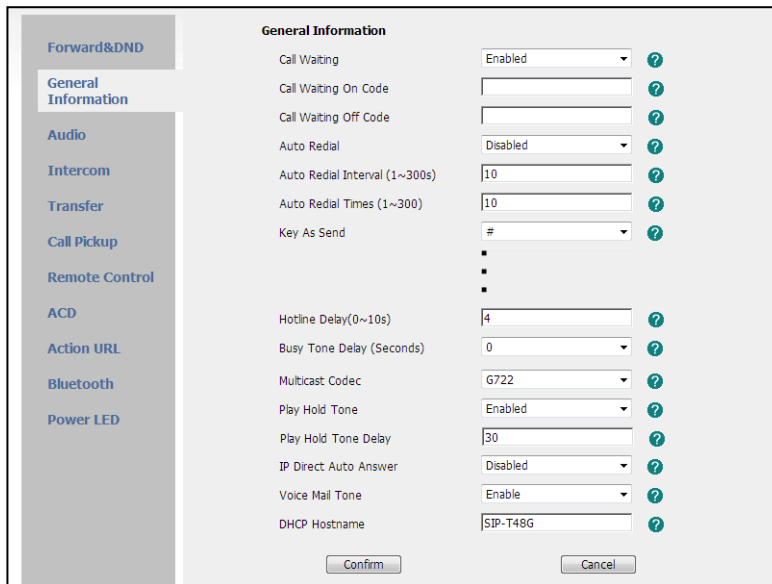 Forward&DND
General
Information
Audio
Intercom
Transfer
Call Pickup
Remote Control
ACD
Action URL
Bluetooth
Power LED
General Information
Call Waiting Enabled ?
Call Waiting On Code ?
Call Waiting Off Code ?
Auto Redial Disabled ?
Auto Redial Interval (1~300s) 10 ?
Auto Redial Times (1~300) 10 ?
Key As Send # ?
Hotline Delay(0~10s) 4 ?
Busy Tone Delay (Seconds) 0 ?
Multicast Codec G722 ?
Play Hold Tone Enabled ?
Play Hold Tone Delay 30 ?
IP Direct Auto Answer Disabled ?
Voice Mail Tone Enable ?
DHCP Hostname SIP-T48G ?
Confirm Cancel